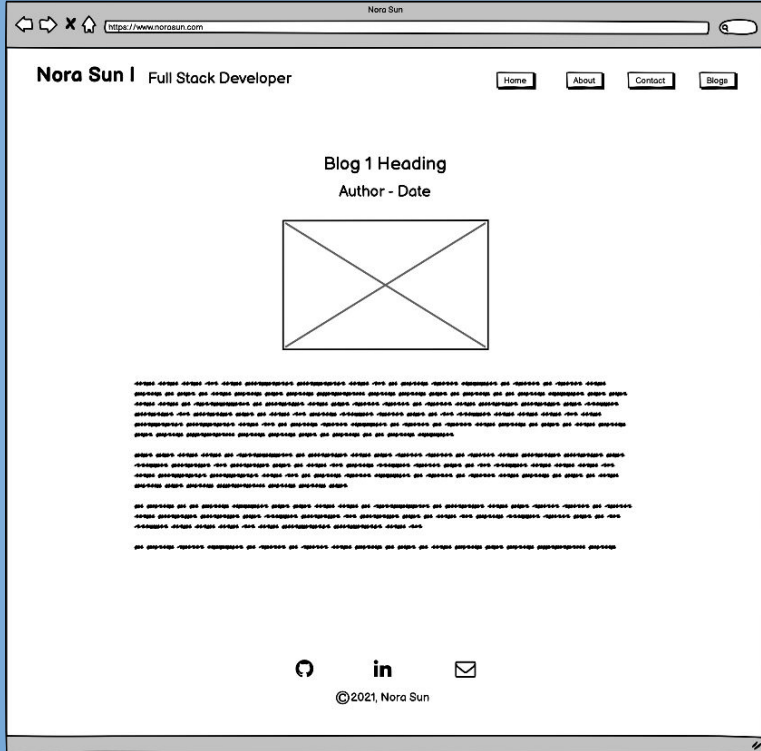 Nora Sun
https://www.norasun.com
Nora Sun | Full Stack Developer
Home About Contact Blogs
Blog 1 Heading
Author - Date
in
©2021, Nora Sun